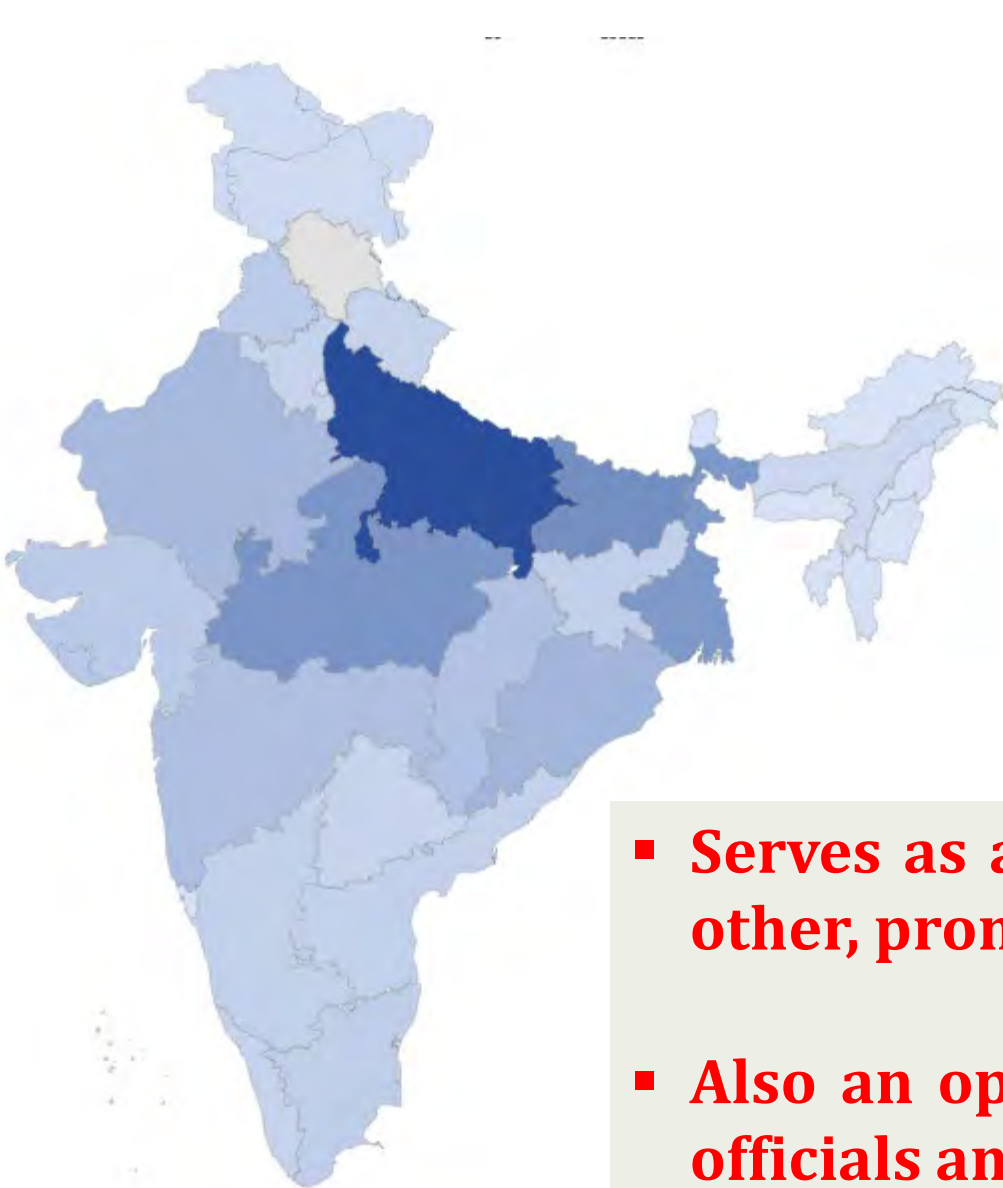 ▪ Serves as a
other, pron
▪ Also an op
officials an